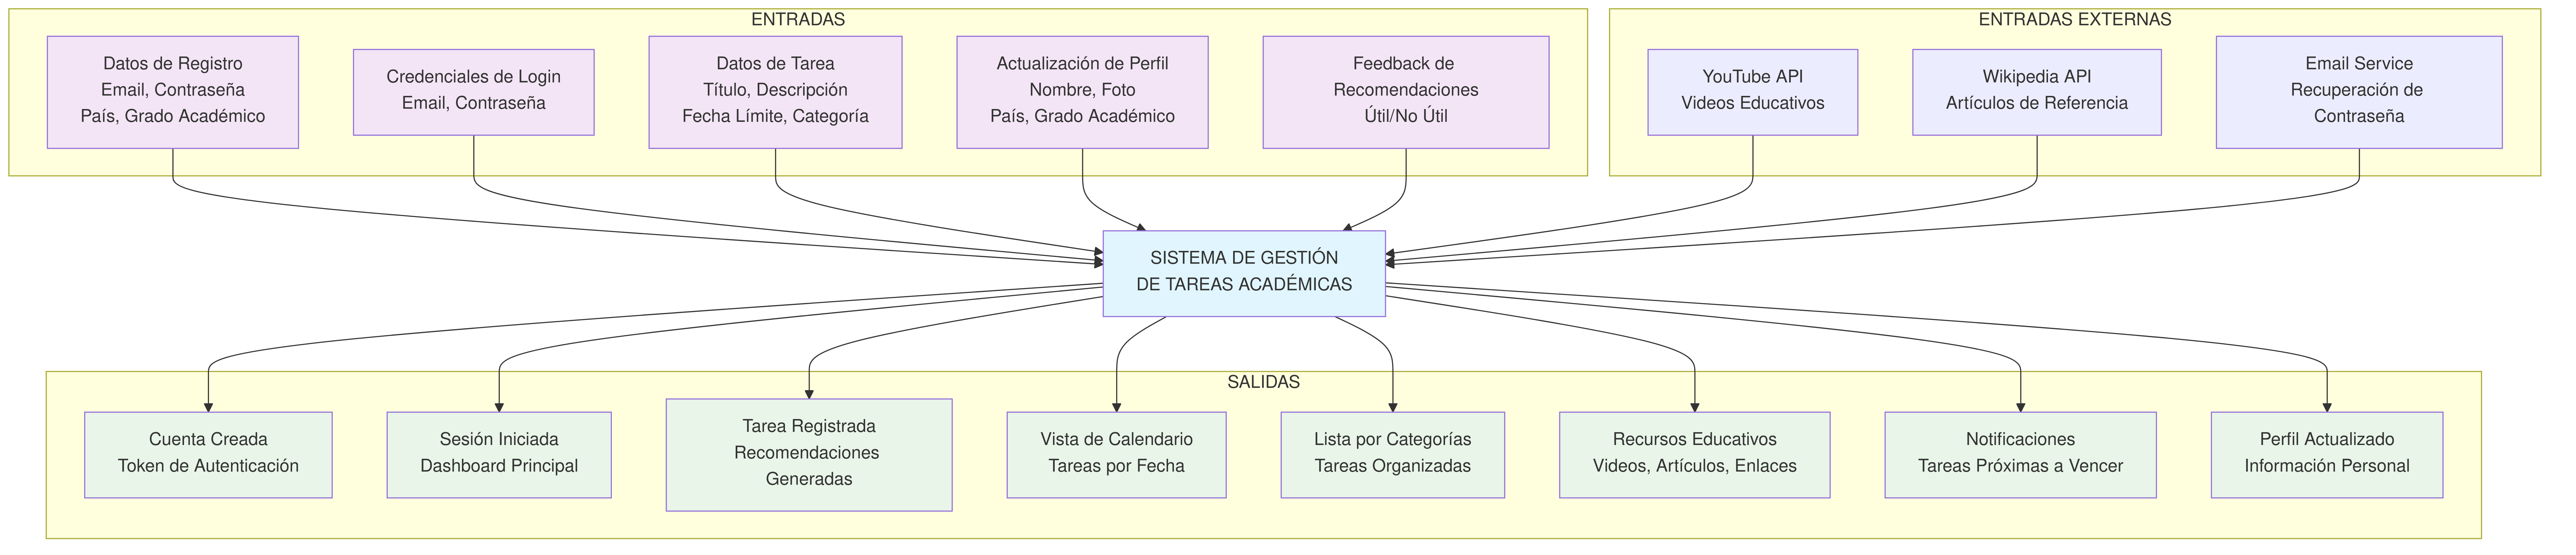 ENTRADAS
Datos de Registro
Email, Contraseña
País, Grado Académico
Credenciales de Login
Email, Contraseña
Datos de Tarea
Título, Descripción
Fecha Límite, Categoría
Actualización de Perfil
Nombre, Foto
País, Grado Académico
Feedback de
Recomendaciones
Útil/No Útil
ENTRADAS EXTERNAS
YouTube API
Videos Educativos
Wikipedia API
Artículos de Referencia
Email Service
Recuperación de
Contraseña
SISTEMA DE GESTIÓN
DE TAREAS ACADÉMICAS
SALIDAS
Cuenta Creada
Token de Autenticación
Sesión Iniciada
Dashboard Principal
Tarea Registrada
Recomendaciones
Generadas
Vista de Calendario
Tareas por Fecha
Lista por Categorías
Tareas Organizadas
Recursos Educativos
Videos, Artículos, Enlaces
Notificaciones
Tareas Próximas a Vencer
Perfil Actualizado
Información Personal